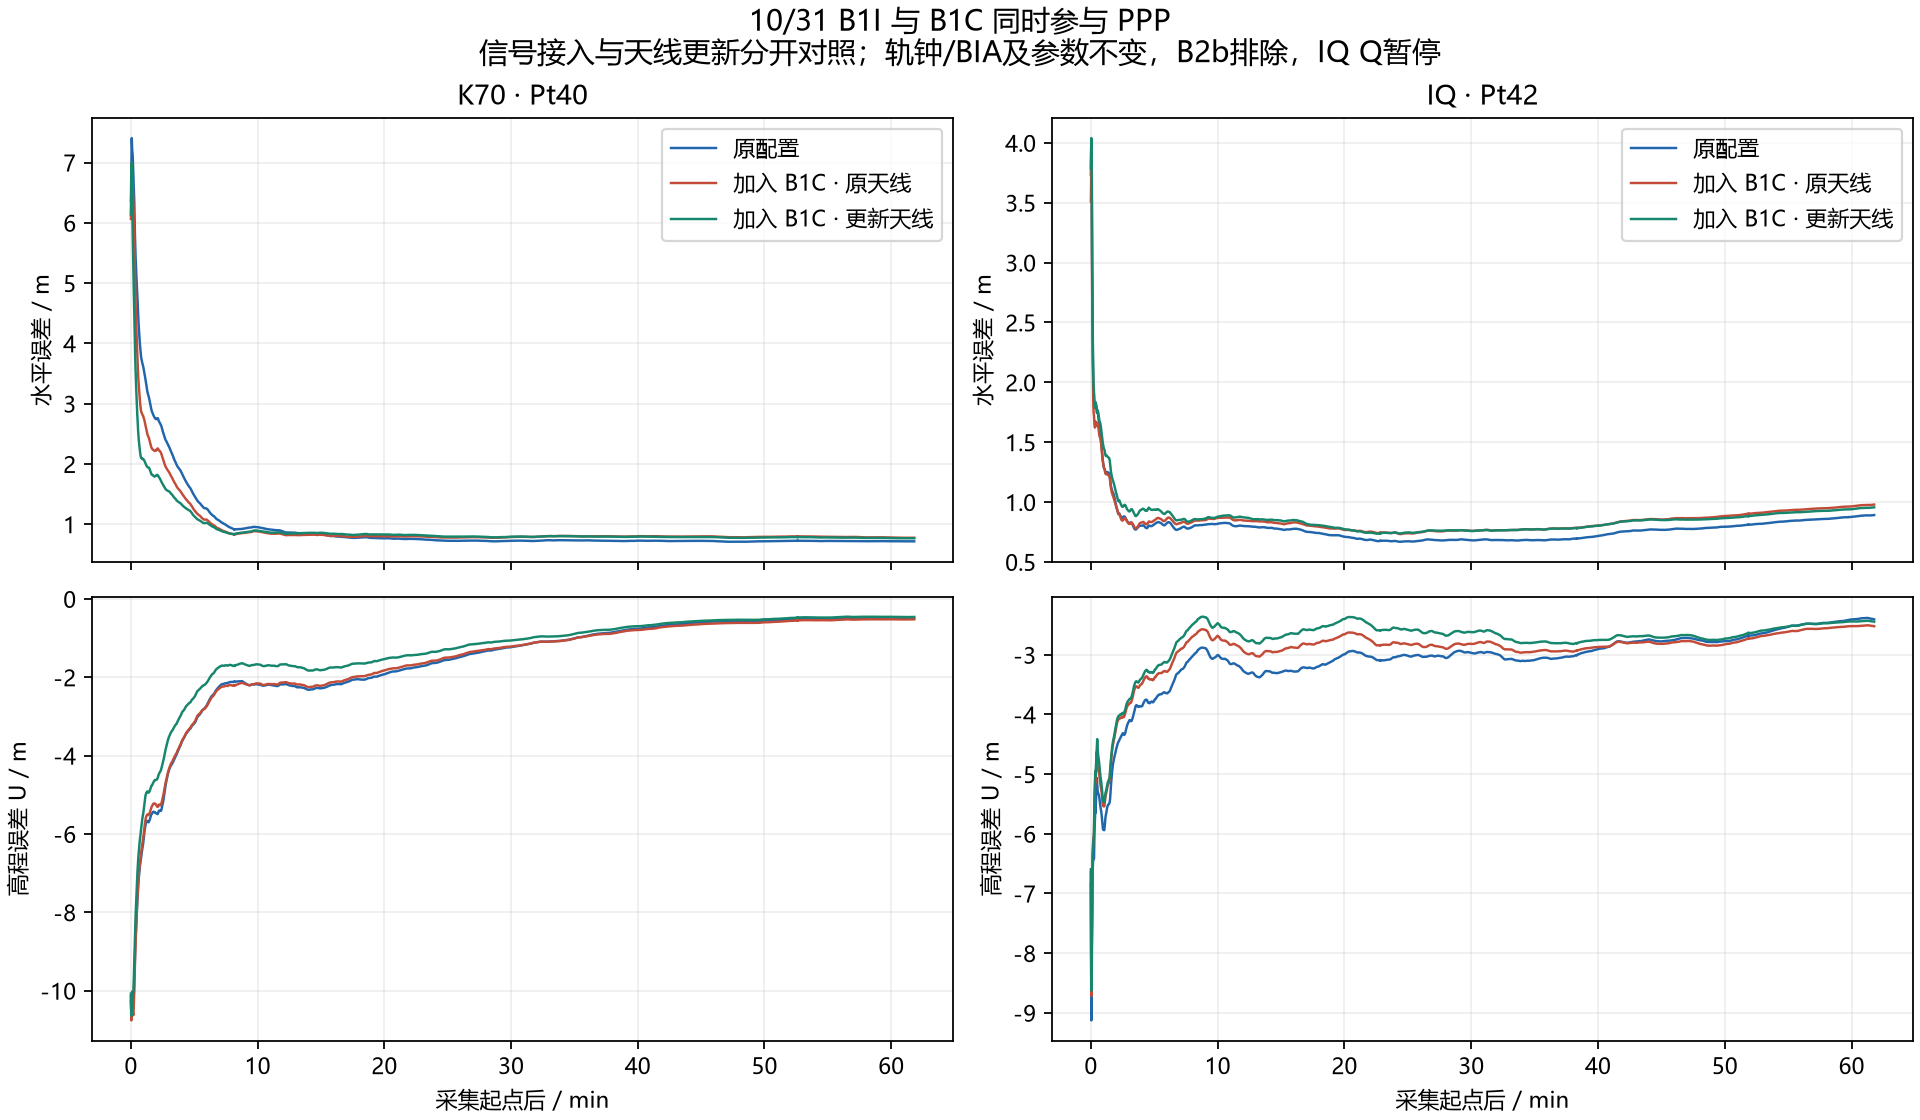 10/31 B1I 与 B1C 同时参与 PPP
信号接入与天线更新分开对照；轨钟/BIA及参数不变，B2b排除，IQ Q暂停
K70 · Pt40
水平误差 / m
7
6
5
4
3
2
1
原配置
加入 B1C · 原天线
加入 B1C · 更新天线
IQ · Pt42
水平误差 / m
4.0
3.5
3.0
2.5
2.0
1.5
1.0
0.5
原配置
加入 B1C · 原天线
加入 B1C · 更新天线
高程误差 U / m
0
-2
-4
-6
-8
-10
0 10 20 30 40 50 60
采集起点后 / min
高程误差 U / m
-3
-4
-5
-6
-7
-8
-9
0 10 20 30 40 50 60
采集起点后 / min